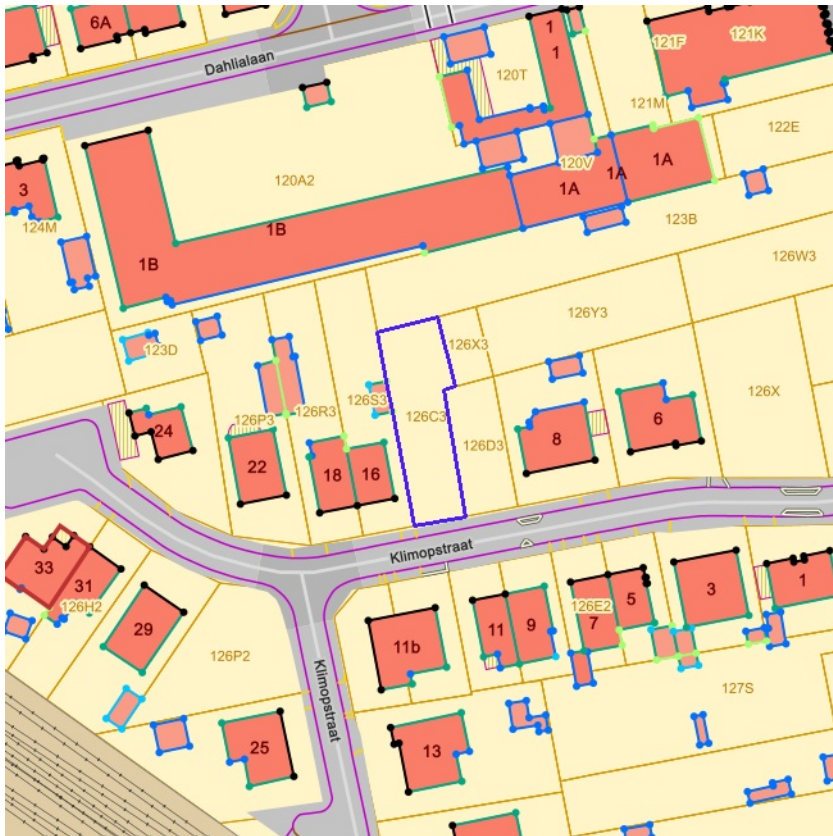 6A
1
121F
121K
Dahlialaan
120T
1
121M
122E
120V
1A
1A
1A
3
120A2
124M
123B
1B
1B
126W3
126Y3
123D
126X3
126S3
126X
126P3
126R3
126C3
126D3
24
8
6
22
18
16
Klimopstraat
33
31
126H2
29
11b
11
9
126E2
7
5
3
1
126P2
Klimopstraat
127S
25
13